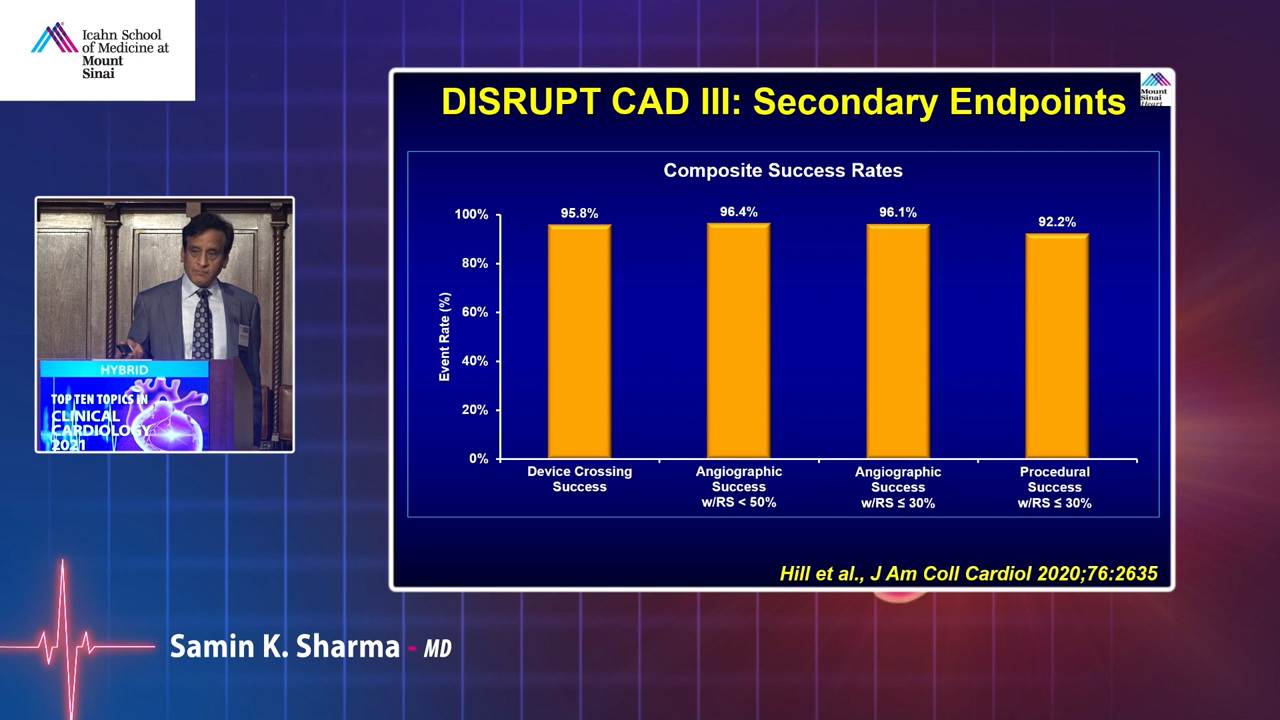 Icahn School
of Medicine at
Mount
Sinai
DISRUPT CAD III: Secondary Endpoints
Mount
Sinai
Heart
Composite Success Rates
100%
80%
60%
40%
20%
0%
Event Rate (%)
95.8%
96.4%
96.1%
92.2%
Device Crossing
Success
Angiographic
Success
w/RS < 50%
Angiographic
Success
w/RS ≤ 30%
Procedural
Success
w/RS ≤ 30%
Hill et al., J Am Coll Cardiol 2020;76:2635
HYBRID
TOP TEN TOPICS IN
CLINICAL
CARDIOLOGY
2021
Samin K. Sharma - MD